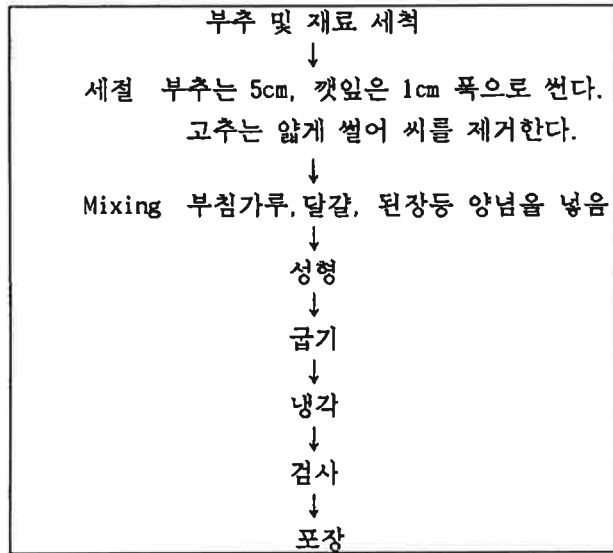 부추 및 재료 세척
↓
세절 부추는 5cm, 깻잎은 1cm 폭으로 썬다.
고추는 얇게 썰어 씨를 제거한다.
↓
Mixing 부침가루,달걀, 된장등 양념을 넣음
↓
성형
↓
굽기
↓
냉각
↓
검사
↓
포장